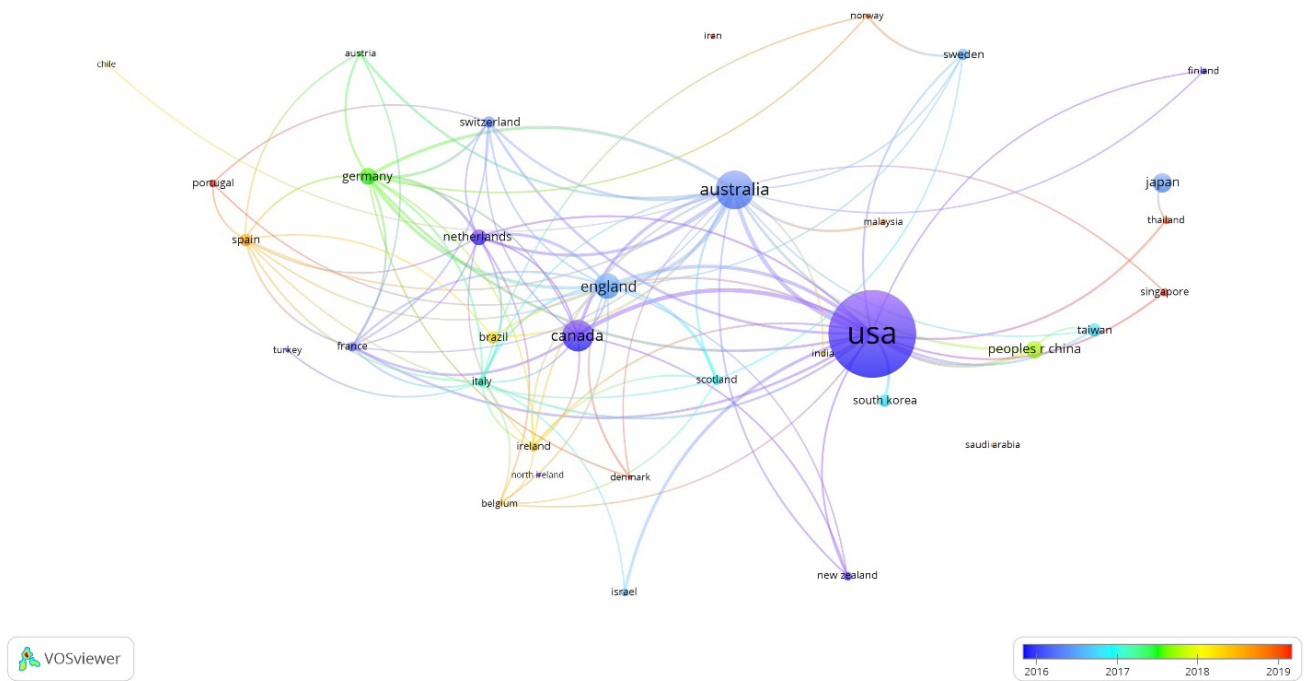 norway
iran
austria
sweden
chile
finland
switzerland
germany
portugal
australia
japan
malaysia
thailand
netherlands
spain
england
singapore
usa
taiwan
brazil
canada
peoples r china
turkey
france
india
italy
scotland
south korea
ireland
saudi arabia
north ireland
denmark
belgium
new zealand
israel
VOSviewer
2016 2017 2018 2019